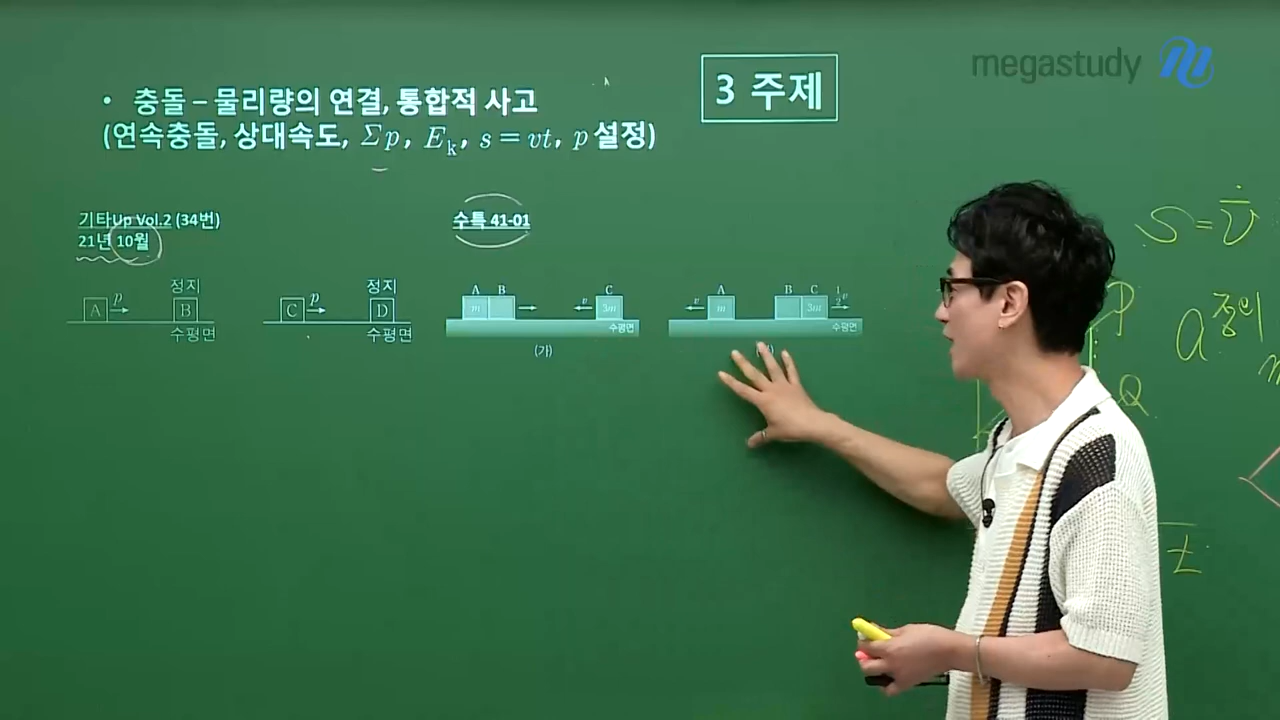 megastudy
3 주제
• 충돌 – 물리량의 연결, 통합적 사고
(연속충돌, 상대속도, Σp, Eₖ, s = vt, p 설정)
기타Up Vol.2 (34번)
21년 10월
수특 41-01
정지
A p B
수평면
정지
C p D
수평면
A B C
m v 3m
수평면
(가)
A B C 1/2 v
v m 3m
수평면
S = v
P
a
Q
t